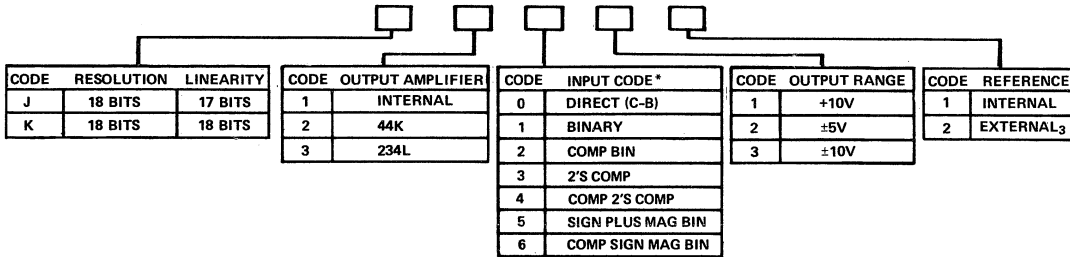 CODE RESOLUTION LINEARITY
J 18 BITS 17 BITS
K 18 BITS 18 BITS
CODE OUTPUT AMPLIFIER
1 INTERNAL
2 44K
3 234L
CODE INPUT CODE*
0 DIRECT (C-B)
1 BINARY
2 COMP BIN
3 2'S COMP
4 COMP 2'S COMP
5 SIGN PLUS MAG BIN
6 COMP SIGN MAG BIN
CODE OUTPUT RANGE
1 +10V
2 ±5V
3 ±10V
CODE REFERENCE
1 INTERNAL
2 EXTERNAL3